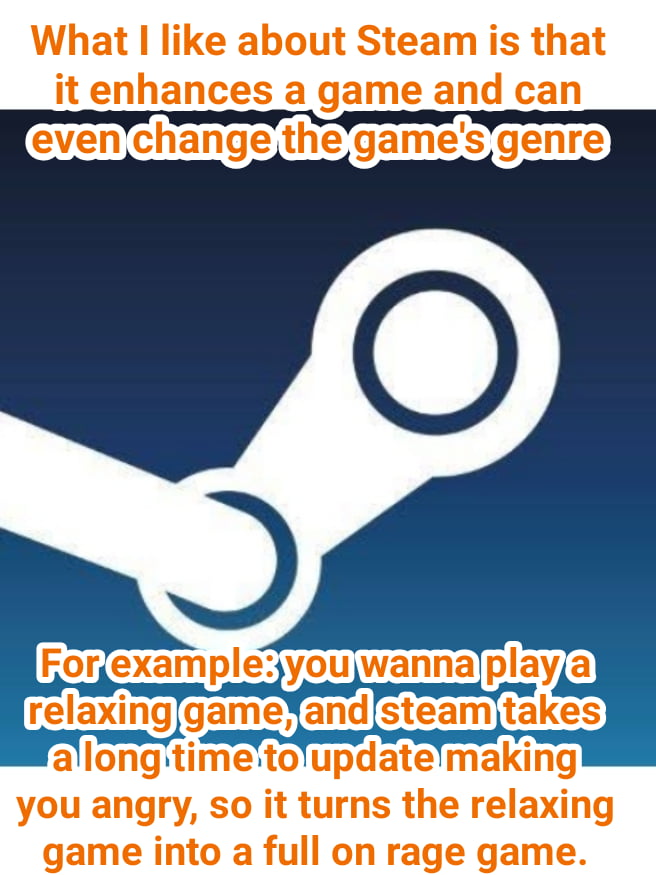 What I like about Steam is that
it enhances a game and can
even change the game's genre
For example: you wanna play a
relaxing game, and steam takes
a long time to update making
you angry, so it turns the relaxing
game into a full on rage game.